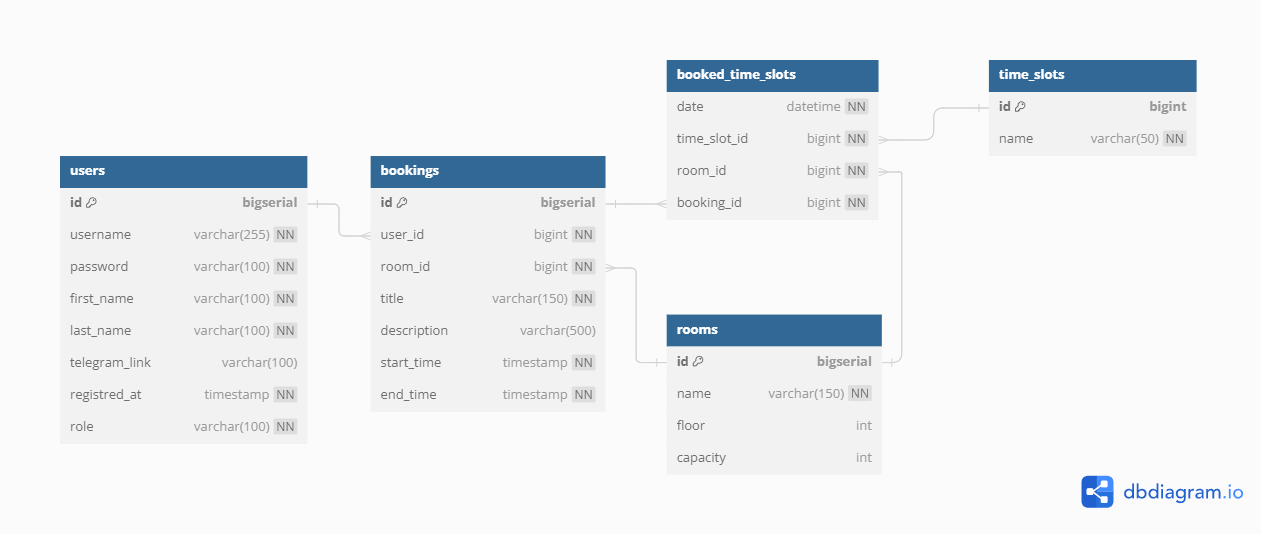 users
id bigserial
username varchar(255) NN
password varchar(100) NN
first_name varchar(100) NN
last_name varchar(100) NN
telegram_link varchar(100)
registred_at timestamp NN
role varchar(100) NN
bookings
id bigserial
user_id bigint NN
room_id bigint NN
title varchar(150) NN
description varchar(500)
start_time timestamp NN
end_time timestamp NN
booked_time_slots
date datetime NN
time_slot_id bigint NN
room_id bigint NN
booking_id bigint NN
rooms
id bigserial
name varchar(150) NN
floor int
capacity int
time_slots
id bigint
name varchar(50) NN
dbdiagram.io